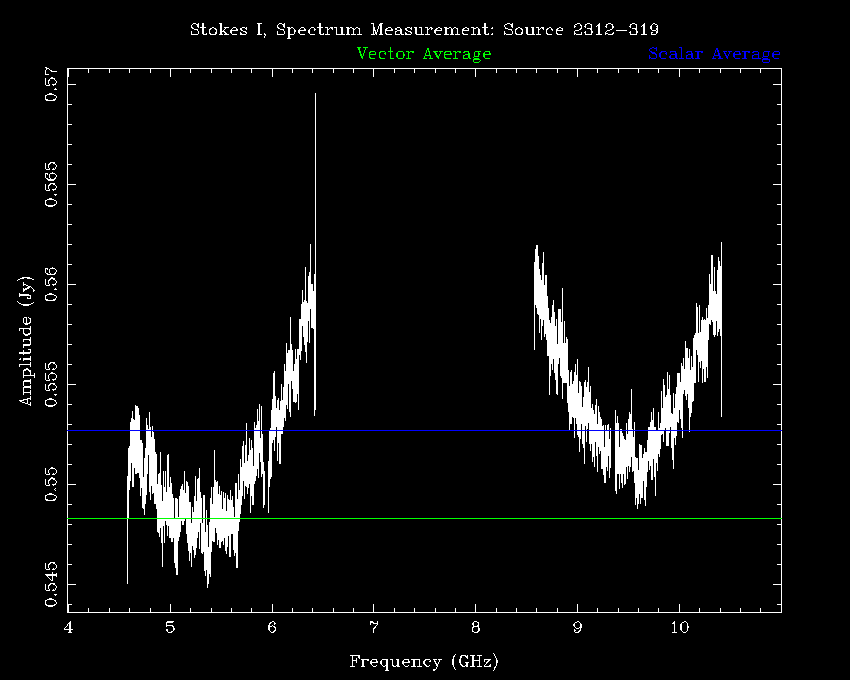 Stokes I, Spectrum Measurement: Source 2312−319
Vector Average Scalar Average
0.57
0.565
0.56
0.555
0.55
0.545
Amplitude (Jy)
4 5 6 7 8 9 10
Frequency (GHz)